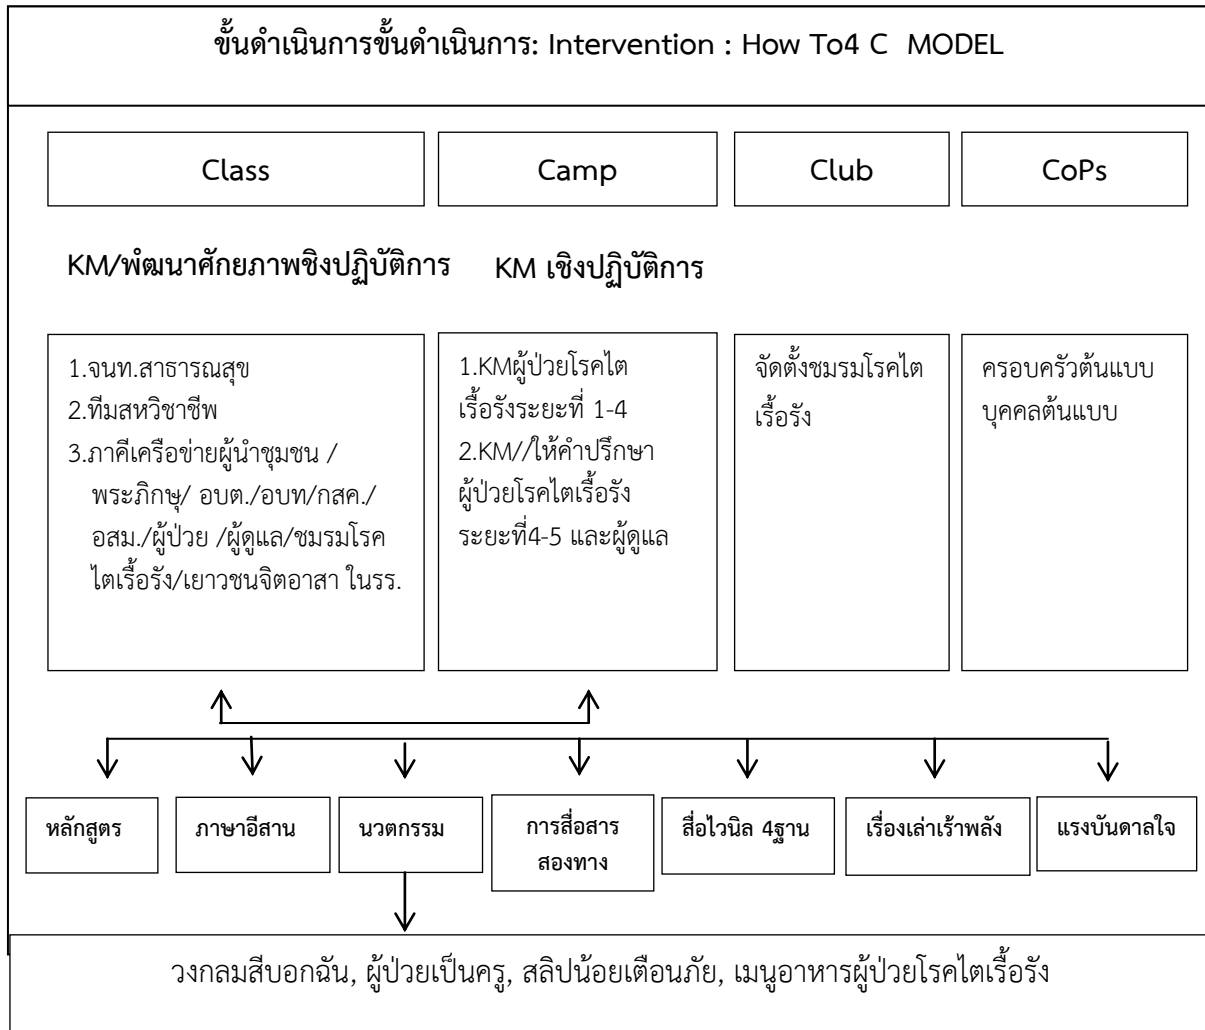 ขั้นดำเนินการขั้นดำเนินการ: Intervention : How To4 C MODEL
Class
Camp
Club
CoPs
KM/พํฒนาศักยภาพชิงปฏิบัติการ
KM เชิงปฏิบัติการ
1.จนท.สาธารณสุข
2.ทีมสหวิชาชีพ
3.ภาคีเครือข่ายผู้นำชุมชน /
พระภิกษุ/ อบต./อบท/กสค./
อสม./ผู้ป่วย /ผู้ดูแล/ชมรมโรค
ไตเรื้อรัง/เยาวชนจิตอาสา ในรร.
1.KMผู้ป่วยโรคไต
เรื้อรังระยะที่ 1-4
2.KM//ให้คำปรึกษา
ผู้ป่วยโรคไตเรื้อรัง
ระยะที่4-5 และผู้ดูแล
จัดตั้งชมรมโรคไต
เรื้อรัง
ครอบครัวต้นแบบ
บุคคลต้นแบบ
หลักสูตร
ภาษาอีสาน
นวตกรรม
การสื่อสาร
สองทาง
สื่อไวนิล 4ฐาน
เรื่องเล่าเร้าพลัง
แรงบันดาลใจ
วงกลมสีบอกฉัน, ผู้ป่วยเป็นครู, สลิปน้อยเตือนภัย, เมนูอาหารผู้ป่วยโรคไตเรื้อรัง